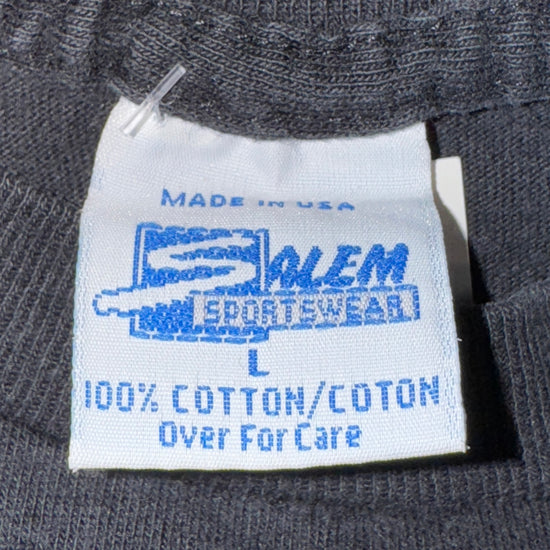 MADE IN USA
SALEM
SPORTSWEAR
L
100% COTTON/COTON
Over For Care